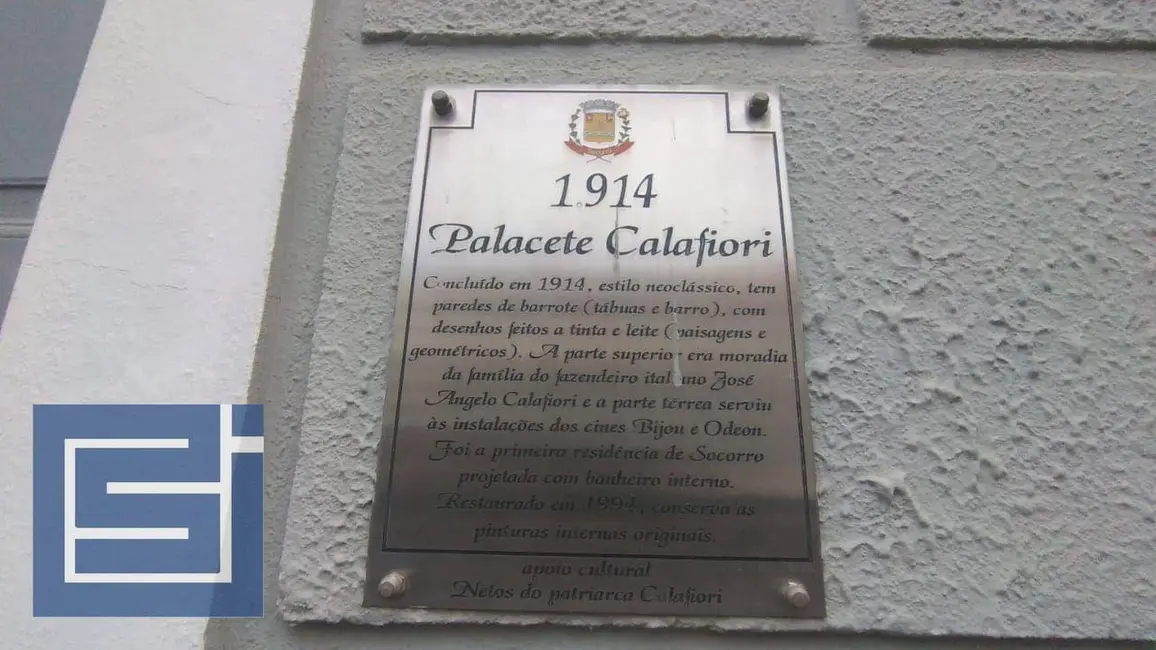 1.914
Palacete Calafiori
Concluído em 1914, estilo neoclássico, tem
paredes de barrote (tábuas e barro), com
desenhos feitos a tinta e leite (paisagens e
geométricos). A parte superior era moradia
da família do fazendeiro italiano José
Angelo Calafiori e a parte térrea serviu
às instalações dos cines Bijou e Odeon.
Foi a primeira residência de Socorro
projetada com banheiro interno.
Restaurado em 1994, conserva as
pinturas internas originais.
apoio cultural
Netos do patriarca Calafiori